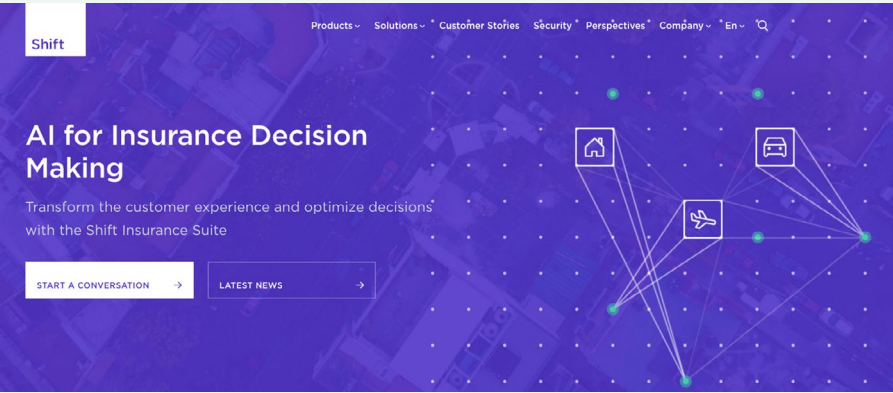 Shift
Products Solutions Customer Stories Security Perspectives Company En
AI for Insurance Decision
Making
Transform the customer experience and optimize decisions
with the Shift Insurance Suite
START A CONVERSATION → LATEST NEWS →